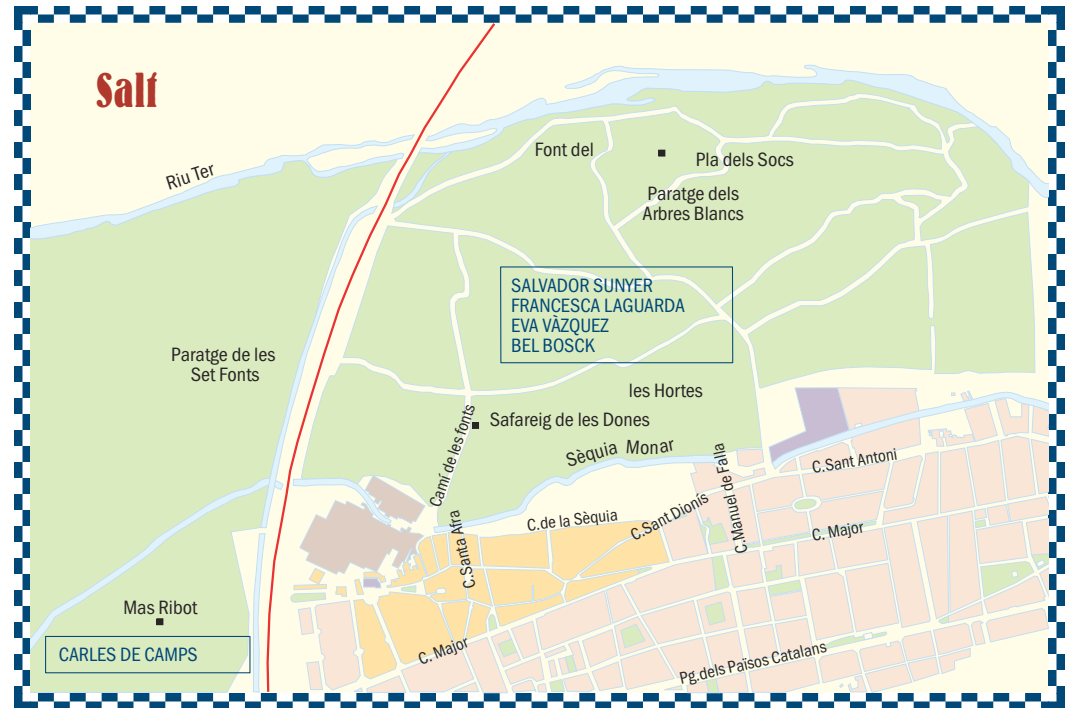 Salt
Riu Ter
Font del
Pla dels Socs
Paratge dels
Arbres Blancs
SALVADOR SUNYER
FRANCESCA LAGUARDA
EVA VÀZQUEZ
BEL BOSCK
Paratge de les
Set Fonts
les Hortes
Safareig de les Dones
Camí de les fonts
Sèquia Monar
C.Manuel de Falla
C.Sant Antoni
C.de la Sèquia
C.Sant Dionís
C. Major
C.Santa Afra
Mas Ribot
CARLES DE CAMPS
C. Major
Pg.dels Països Catalans